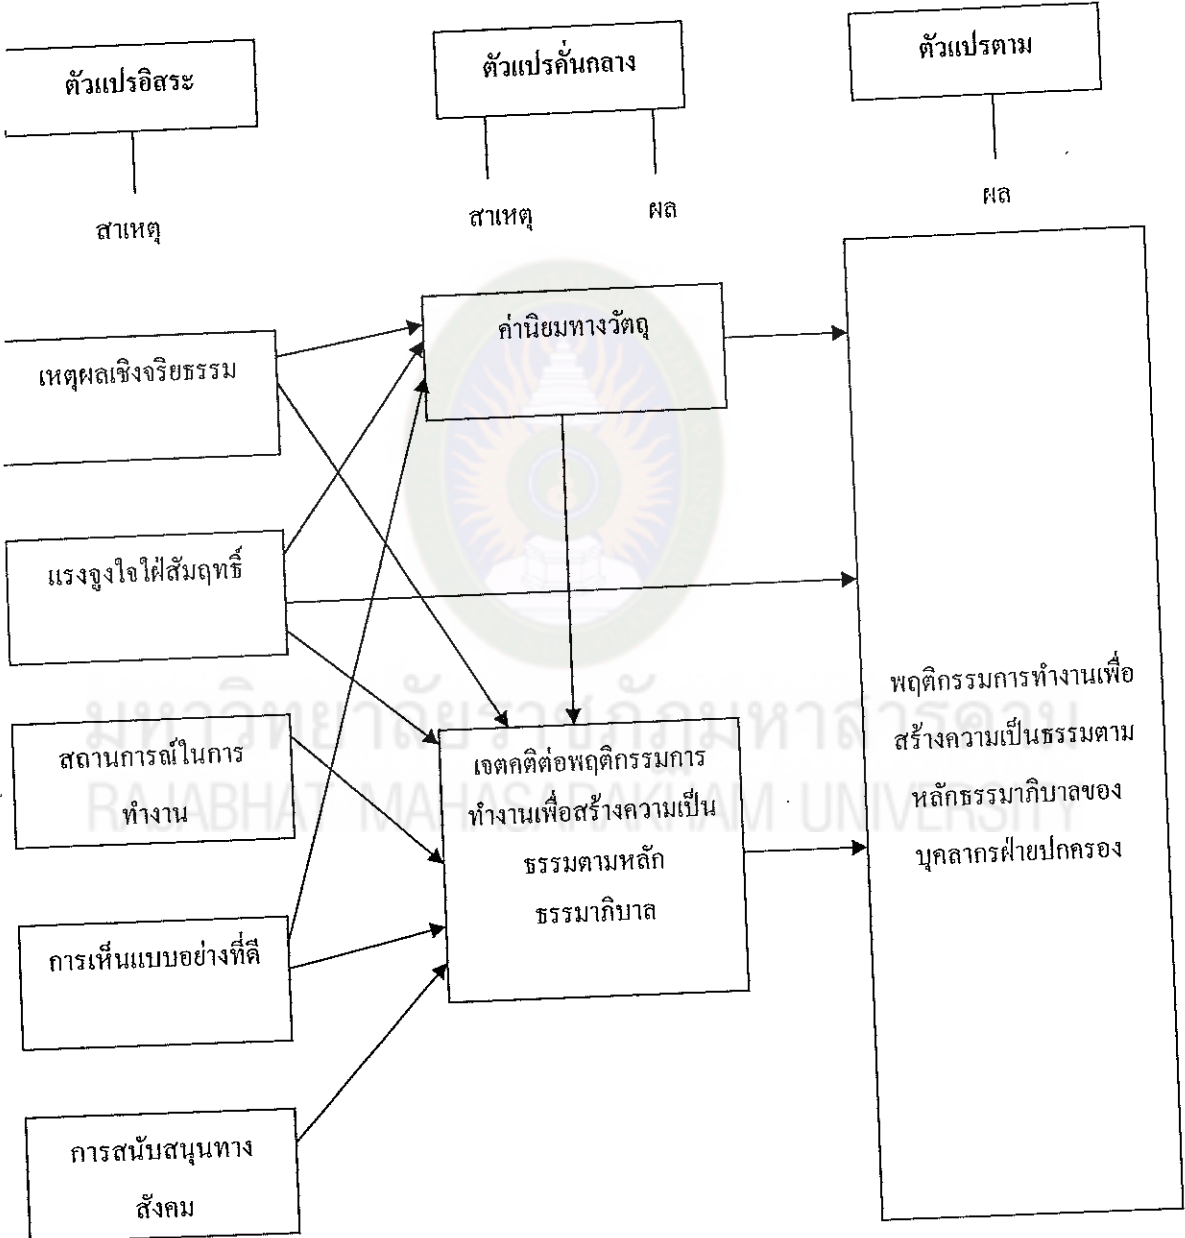 ตัวแปรอิสระ
ตัวแปรคั่นกลาง
ตัวแปรตาม
สาเหตุ
สาเหตุ
ผล
ผล
เหตุผลเชิงจริยธรรม
ค่านิยมทางวัตถุ
แรงจูงใจใฝ่สัมฤทธิ์
สถานการณ์ในการ
ทำงาน
การเห็นแบบอย่างที่ดี
การสนับสนุนทาง
สังคม
เจตคติต่อพฤติกรรมการ
ทำงานเพื่อสร้างความเป็น
ธรรมตามหลัก
ธรรมาภิบาล
พฤติกรรมการทำงานเพื่อ
สร้างความเป็นธรรมตาม
หลักธรรมาภิบาลของ
บุคลากรฝ่ายปกครอง
มหาวิทยาลัยราชภัฏมหาสารคาม
RAJABHAT MAHASARAKHAM UNIVERSITY